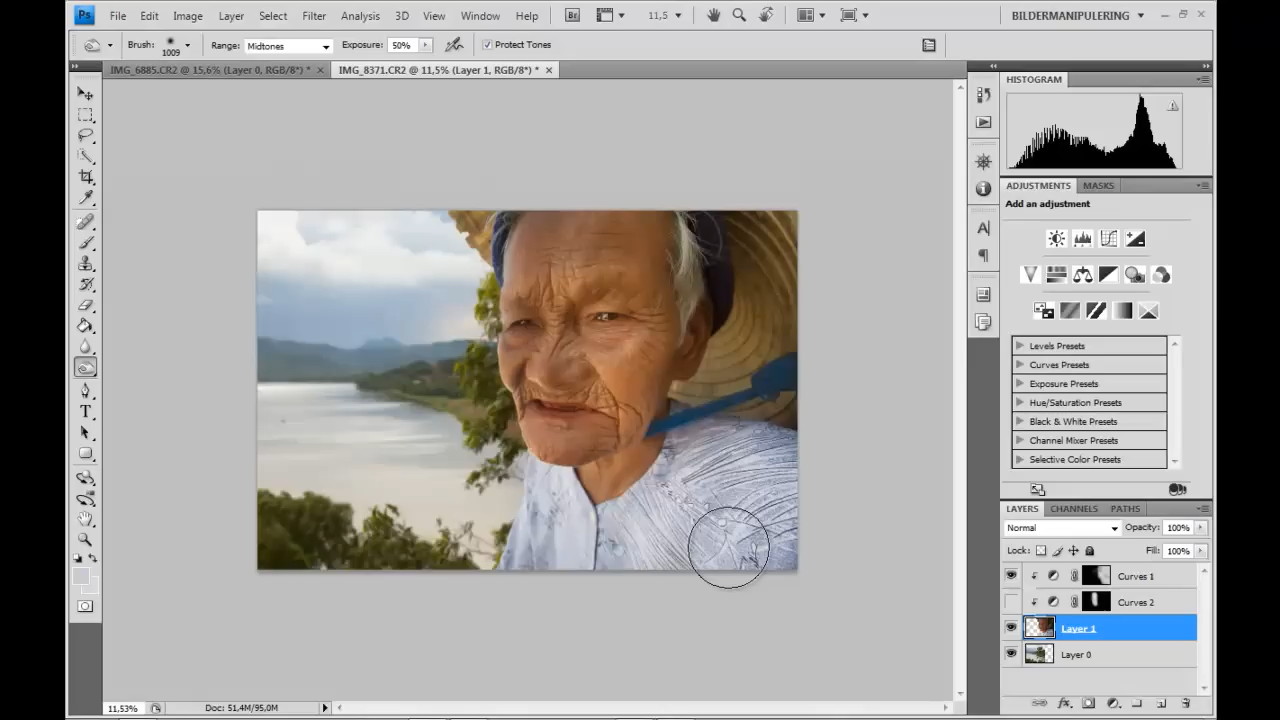 Ps File Edit Image Layer Select Filter Analysis 3D View Window Help Br 11,5 BILDERMANIPULERING
Brush: 1009 Range: Midtones Exposure: 50% Protect Tones
IMG_6885.CR2 @ 15,6% (Layer 0, RGB/8*) * × IMG_8371.CR2 @ 11,5% (Layer 1, RGB/8*) * ×
HISTOGRAM
ADJUSTMENTS MASKS
Add an adjustment
Levels Presets
Curves Presets
Exposure Presets
Hue/Saturation Presets
Black & White Presets
Channel Mixer Presets
Selective Color Presets
LAYERS CHANNELS PATHS
Normal Opacity: 100%
Lock: Fill: 100%
Curves 1
Curves 2
Layer 1
Layer 0
11,53% Doc: 51,4M/95,0M